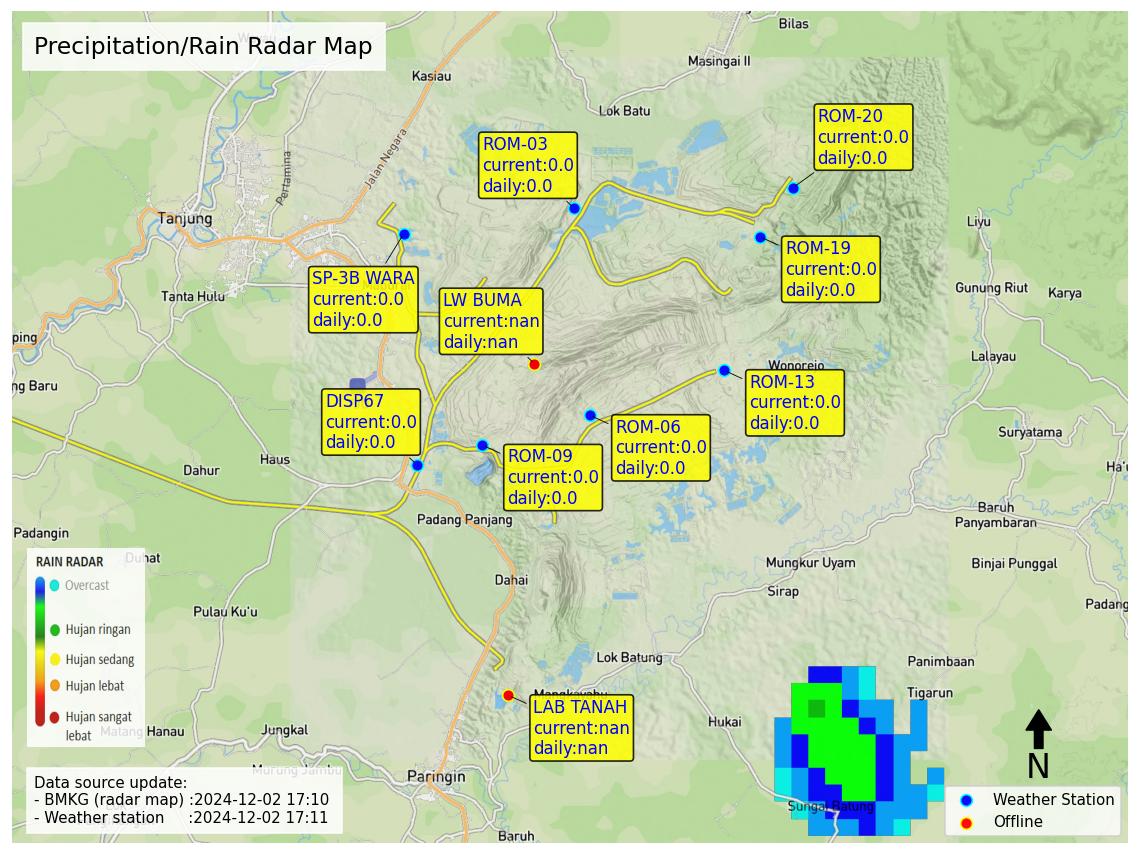 Precipitation/Rain Radar Map
Bilas
Masingai II
Kasiau
Lok Batu
Jalan Negara
Pertamina
Tanjung
Tanta Hulu
ROM-03
current:0.0
daily:0.0
ROM-20
current:0.0
daily:0.0
ROM-19
current:0.0
daily:0.0
SP-3B WARA
current:0.0
daily:0.0
LW BUMA
current:nan
daily:nan
Liyu
Gunung Riut
Karya
Lalayau
ping
ng Baru
Wonorejo
ROM-13
current:0.0
daily:0.0
DISP67
current:0.0
daily:0.0
ROM-06
current:0.0
daily:0.0
ROM-09
current:0.0
daily:0.0
Suryatama
Ha'u
Haus
Dahur
Padang Panjang
Baruh
Panyambaran
Padangin
Duhat
Mungkur Uyam
Binjai Punggal
Dahai
Sirap
Padang
Pulau Ku'u
RAIN RADAR
Overcast
Hujan ringan
Hujan sedang
Hujan lebat
Hujan sangat
lebat
Lok Batung
Panimbaan
Tigarun
LAB TANAH
current:nan
daily:nan
Hukai
Matang Hanau
Jungkal
Murung Jambu
Paringin
Sungai Batung
Baruh
N
Data source update:
- BMKG (radar map) :2024-12-02 17:10
- Weather station :2024-12-02 17:11
Weather Station
Offline